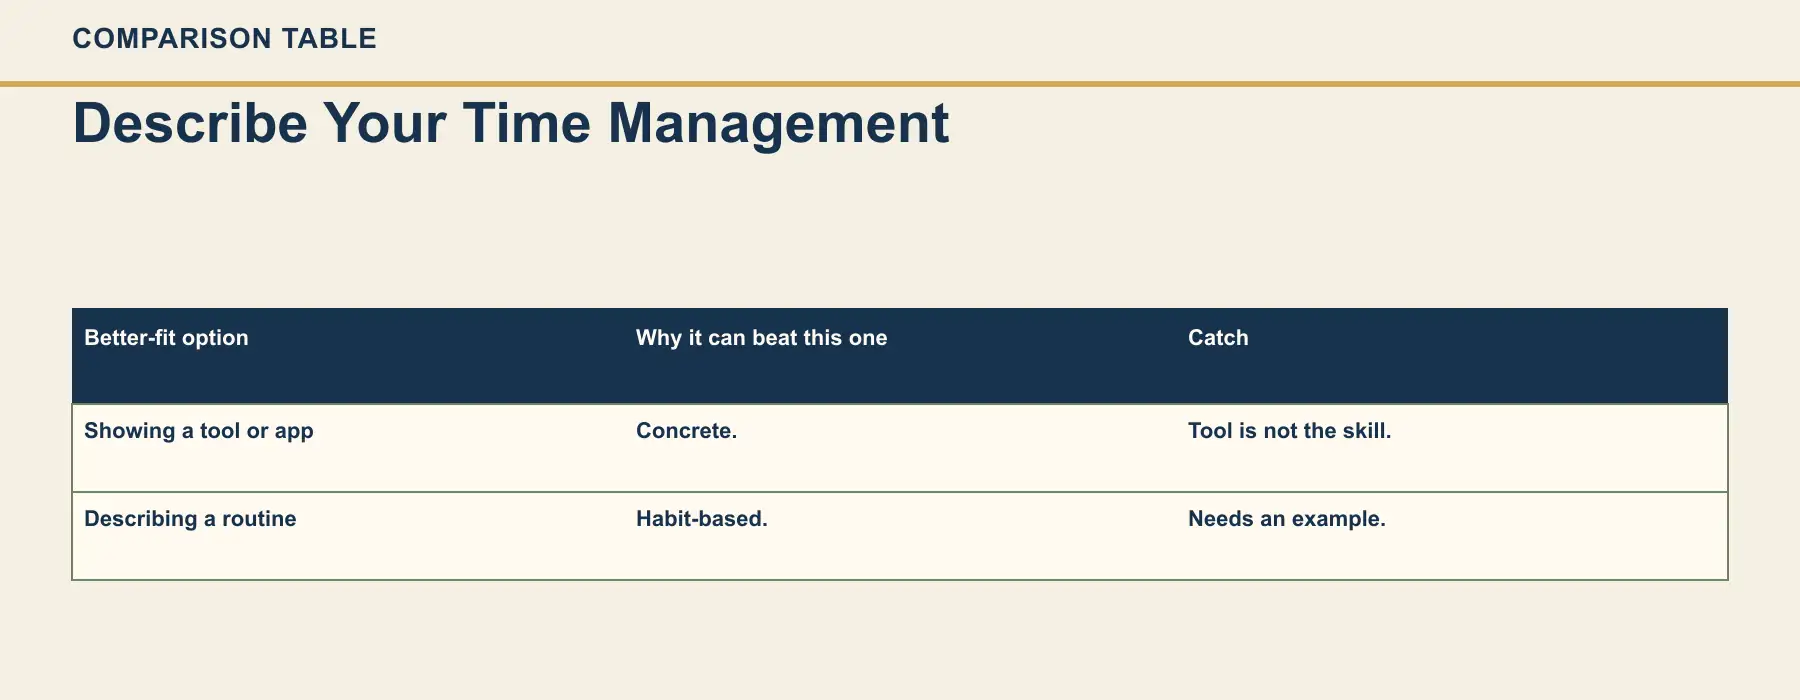 COMPARISON TABLE
Describe Your Time Management
Better-fit option Why it can beat this one Catch
Showing a tool or app Concrete. Tool is not the skill.
Describing a routine Habit-based. Needs an example.